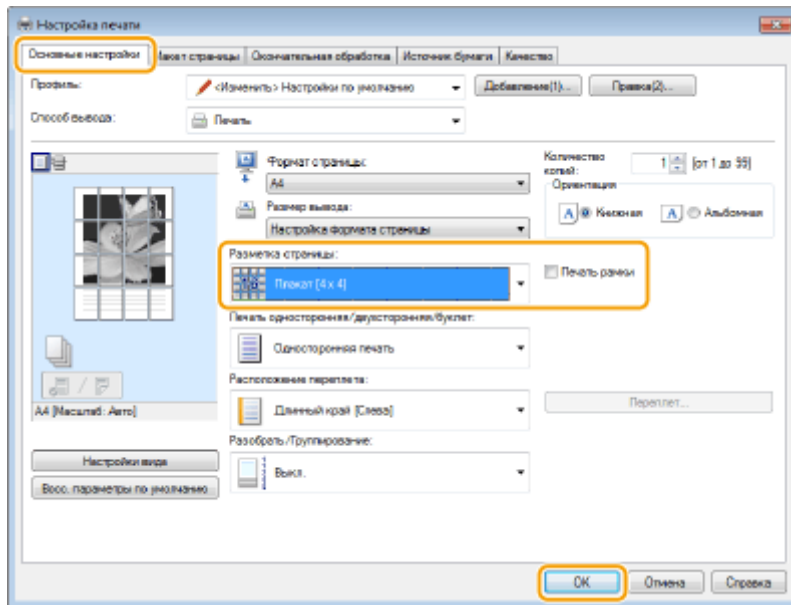 Настройка печати
Основные настройки Макет страницы Окончательная обработка Источник бумаги Качество
Профиль: <Изменить> Настройки по умолчанию Добавление(1)... Правка(2)...
Способ вывода: Печать
Формат страницы:
A4
Количество копий: 1 [от 1 до 99]
Ориентация
A Книжная A Альбомная
Размер вывода:
Настройка формата страницы
Разметка страницы:
16 Плакат [4 x 4]
Печать рамки
Печать односторонняя/двухсторонняя/буклет:
Односторонняя печать
Расположение переплета:
Длинный край [Слева]
Переплет...
A4 [Масштаб: Авто]
Разобрать/Группирование:
Выкл.
Настройки вида
Восс. параметры по умолчанию
OK Отмена Справка